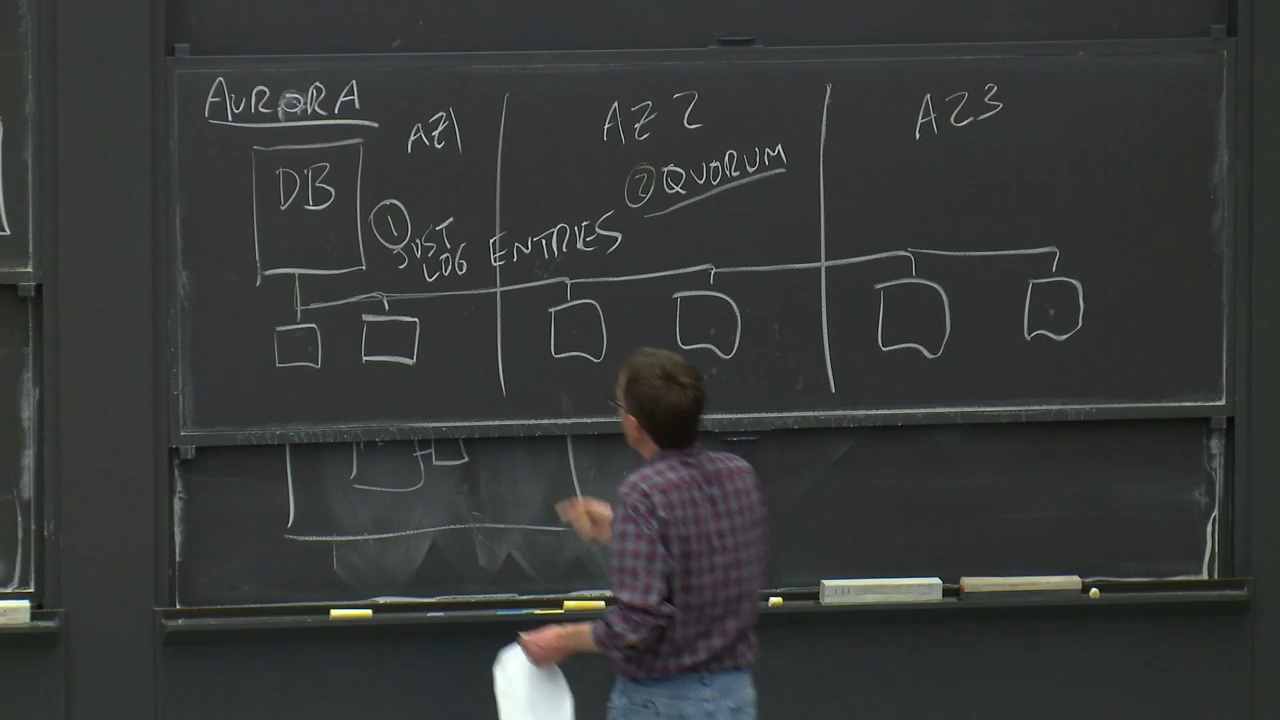 AURORA
AZ1
AZ2
AZ3
DB
② QUORUM
① JUST
LOG ENTRIES